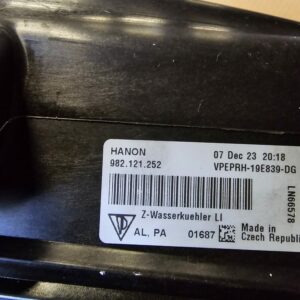 HANON 07 Dec 23 20:18
982.121.252 VPEPRH-19E839-DG
LN66578
Z-Wasserkuehler LI
AL, PA 01687 Made in
Czech Republic